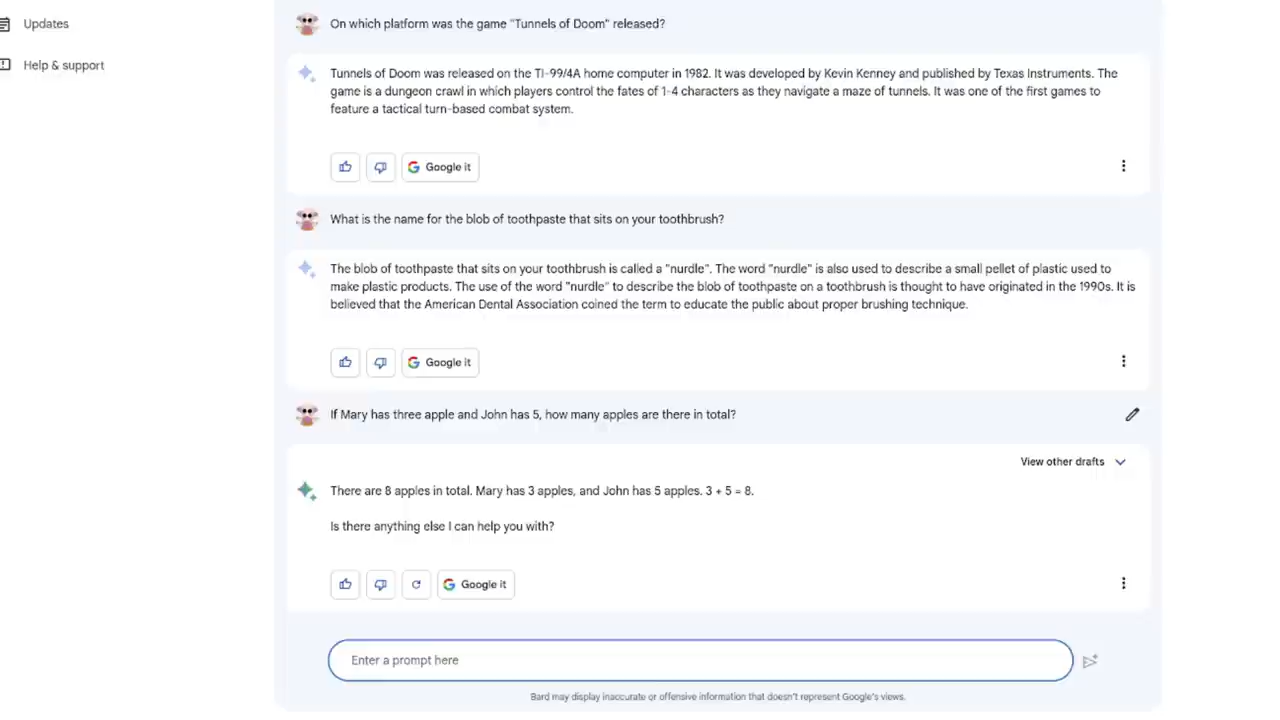 Updates
Help & support
On which platform was the game "Tunnels of Doom" released?
Tunnels of Doom was released on the TI-99/4A home computer in 1982. It was developed by Kevin Kenney and published by Texas Instruments. The
game is a dungeon crawl in which players control the fates of 1-4 characters as they navigate a maze of tunnels. It was one of the first games to
feature a tactical turn-based combat system.
Google it
What is the name for the blob of toothpaste that sits on your toothbrush?
The blob of toothpaste that sits on your toothbrush is called a "nurdle". The word "nurdle" is also used to describe a small pellet of plastic used to
make plastic products. The use of the word "nurdle" to describe the blob of toothpaste on a toothbrush is thought to have originated in the 1990s. It is
believed that the American Dental Association coined the term to educate the public about proper brushing technique.
Google it
If Mary has three apple and John has 5, how many apples are there in total?
View other drafts
There are 8 apples in total. Mary has 3 apples, and John has 5 apples. 3 + 5 = 8.
Is there anything else I can help you with?
Google it
Enter a prompt here
Bard may display inaccurate or offensive information that doesn't represent Google's views.